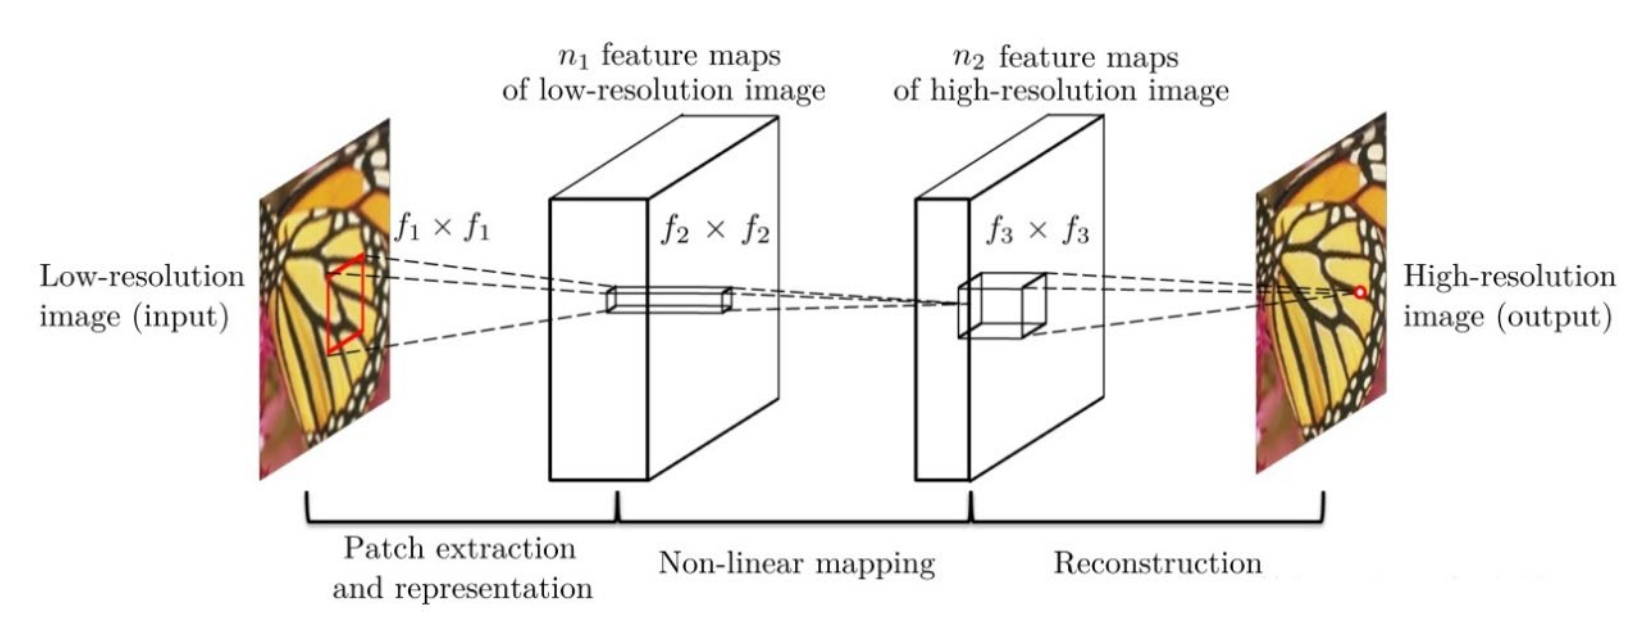 n₁ feature maps
of low-resolution image
n₂ feature maps
of high-resolution image
f₁ × f₁
f₂ × f₂
f₃ × f₃
Low-resolution
image (input)
High-resolution
image (output)
Patch extraction
and representation
Non-linear mapping
Reconstruction